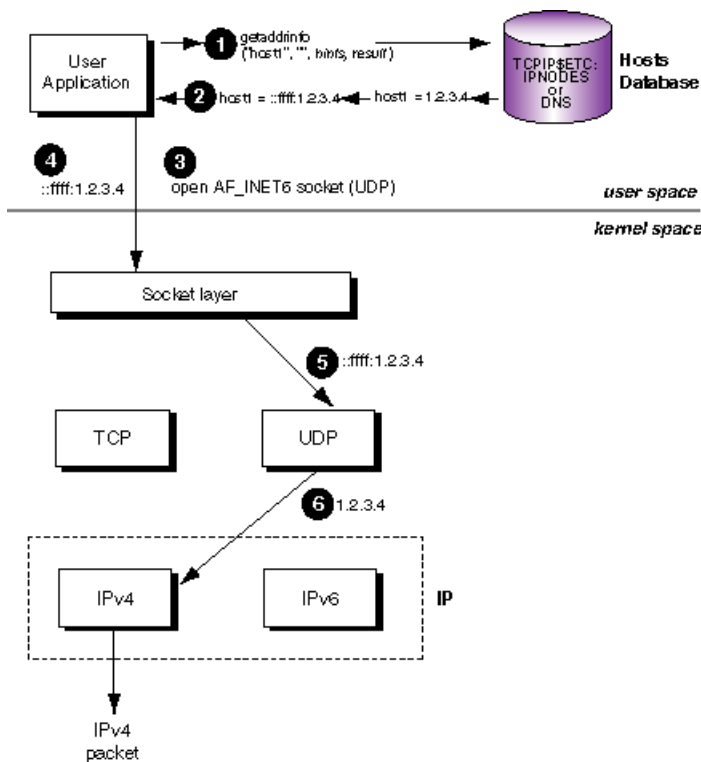 1 getaddrinfo
("host1", "", hints, result)
User
Application
TCPIP$ETC:
IPNODES
or
DNS
Hosts
Database
2 host1 = ::ffff:1.2.3.4
host1 = 1.2.3.4
4
::ffff:1.2.3.4
3
open AF_INET6 socket (UDP)
user space
kernel space
Socket layer
5 ::ffff:1.2.3.4
TCP
UDP
6 1.2.3.4
IPv4
IPv6
IP
IPv4
packet